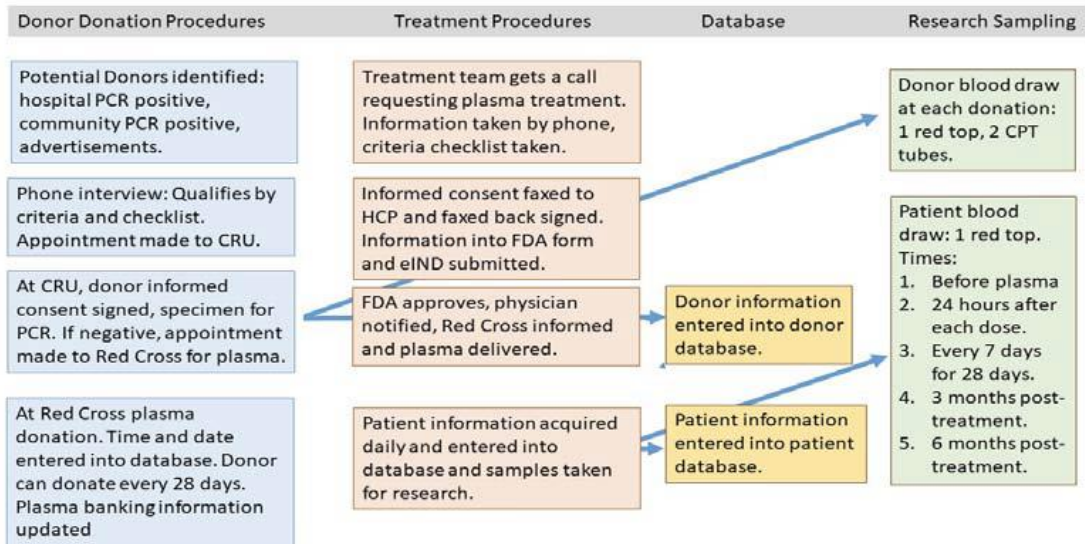 Donor Donation Procedures
Treatment Procedures
Database
Research Sampling
Potential Donors identified:
hospital PCR positive,
community PCR positive,
advertisements.
Phone interview: Qualifies by
criteria and checklist.
Appointment made to CRU.
At CRU, donor informed
consent signed, specimen for
PCR. If negative, appointment
made to Red Cross for plasma.
At Red Cross plasma
donation. Time and date
entered into database. Donor
can donate every 28 days.
Plasma banking information
updated
Treatment team gets a call
requesting plasma treatment.
Information taken by phone,
criteria checklist taken.
Informed consent faxed to
HCP and faxed back signed.
Information into FDA form
and eIND submitted.
FDA approves, physician
notified, Red Cross informed
and plasma delivered.
Patient information acquired
daily and entered into
database and samples taken
for research.
Donor information
entered into donor
database.
Patient information
entered into patient
database.
Donor blood draw
at each donation:
1 red top, 2 CPT
tubes.
Patient blood
draw: 1 red top.
Times:
1. Before plasma
2. 24 hours after
each dose.
3. Every 7 days
for 28 days.
4. 3 months post-
treatment.
5. 6 months post-
treatment.